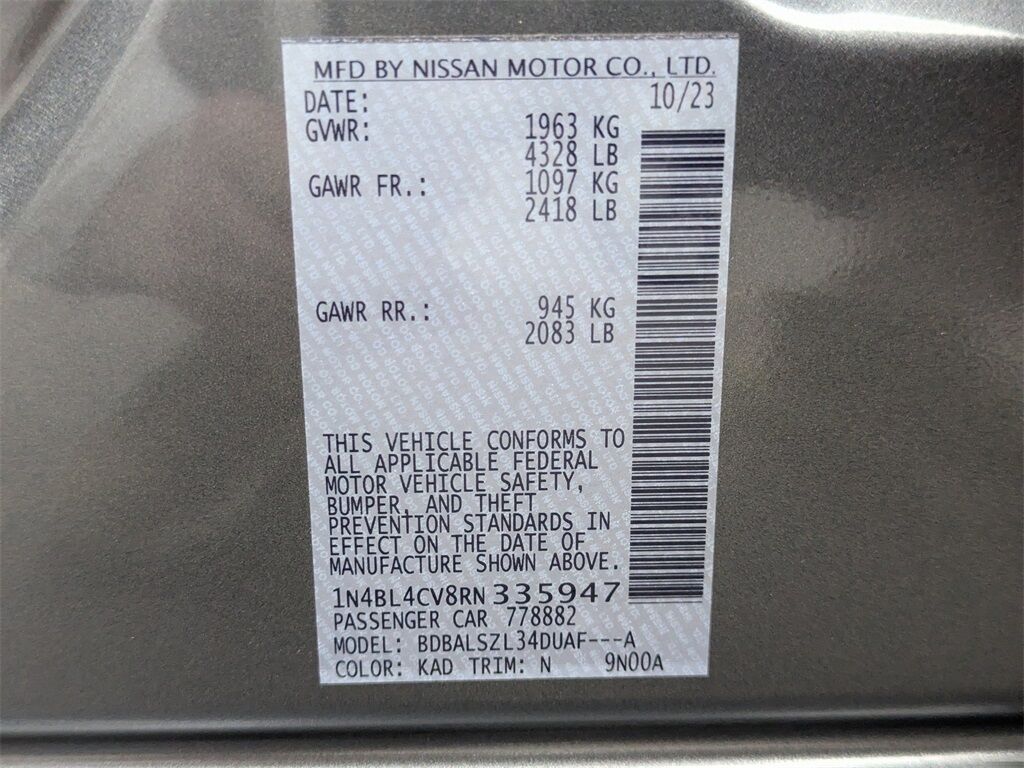 MFD BY NISSAN MOTOR CO., LTD.
DATE: 10/23
GVWR: 1963 KG
4328 LB
GAWR FR.: 1097 KG
2418 LB
GAWR RR.: 945 KG
2083 LB
THIS VEHICLE CONFORMS TO
ALL APPLICABLE FEDERAL
MOTOR VEHICLE SAFETY,
BUMPER, AND THEFT
PREVENTION STANDARDS IN
EFFECT ON THE DATE OF
MANUFACTURE SHOWN ABOVE.
1N4BL4CV8RN335947
PASSENGER CAR 778882
MODEL: BDBALSZL34DUAF---A
COLOR: KAD TRIM: N 9N00A